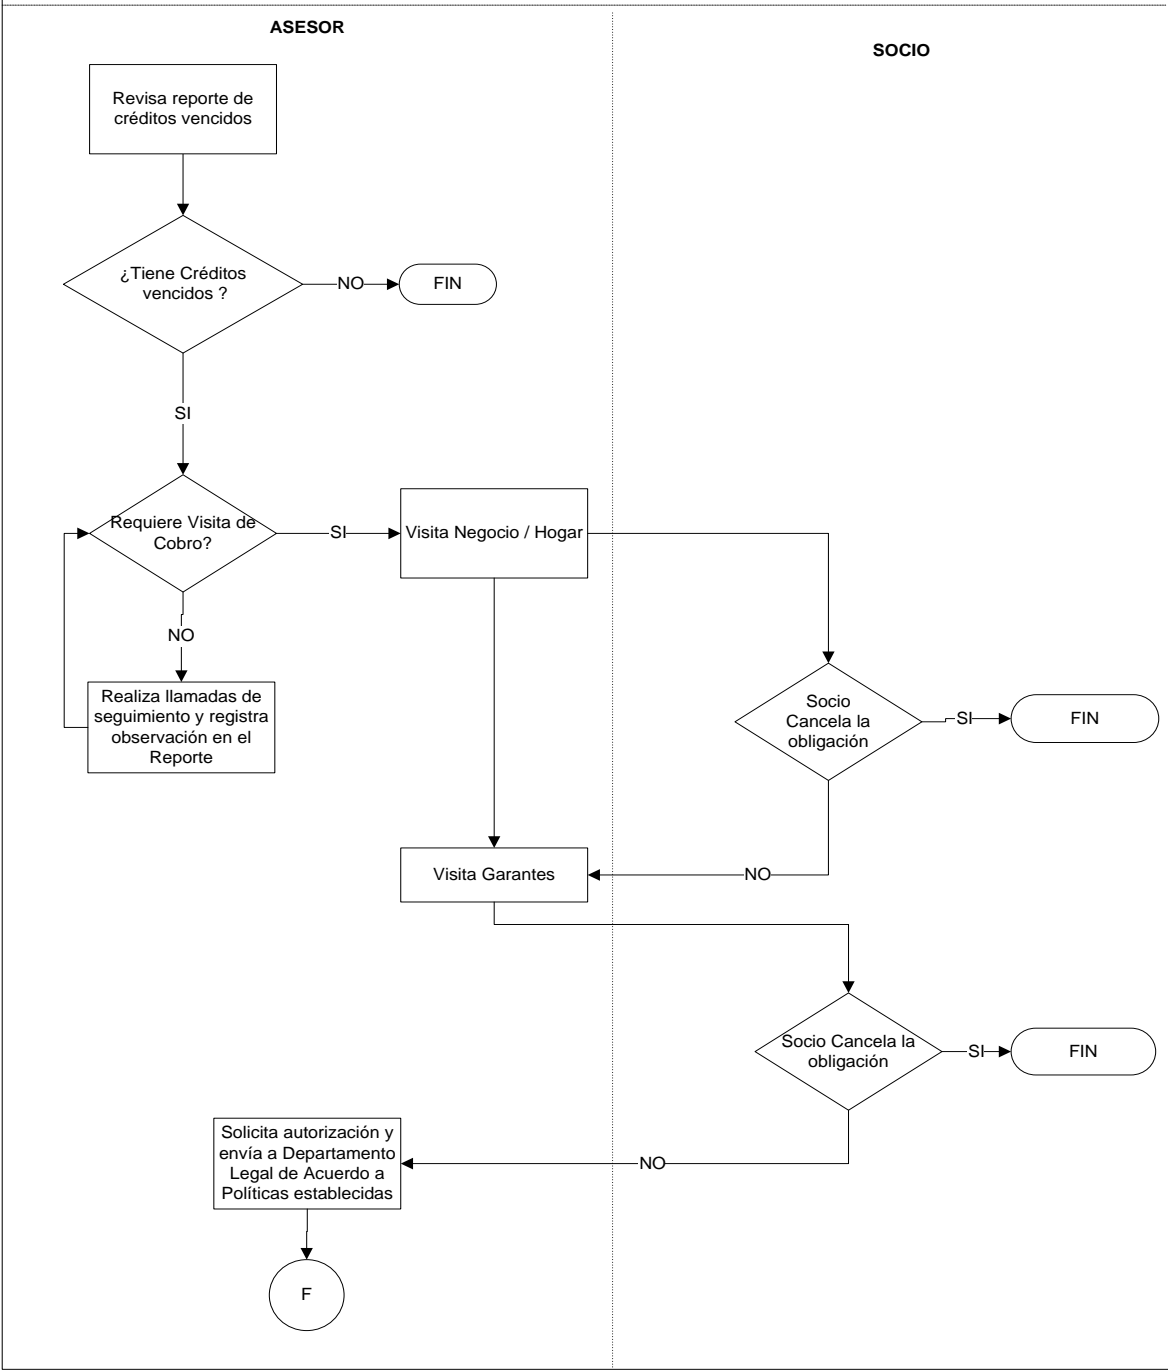 ASESOR
SOCIO
Revisa reporte de
créditos vencidos
¿Tiene Créditos
vencidos ?
NO
FIN
SI
Requiere Visita de
Cobro?
SI
Visita Negocio / Hogar
NO
Realiza llamadas de
seguimiento y registra
observación en el
Reporte
Socio
Cancela la
obligación
SI
FIN
Visita Garantes
NO
Socio Cancela la
obligación
SI
FIN
Solicita autorización y
envía a Departamento
Legal de Acuerdo a
Políticas establecidas
NO
F